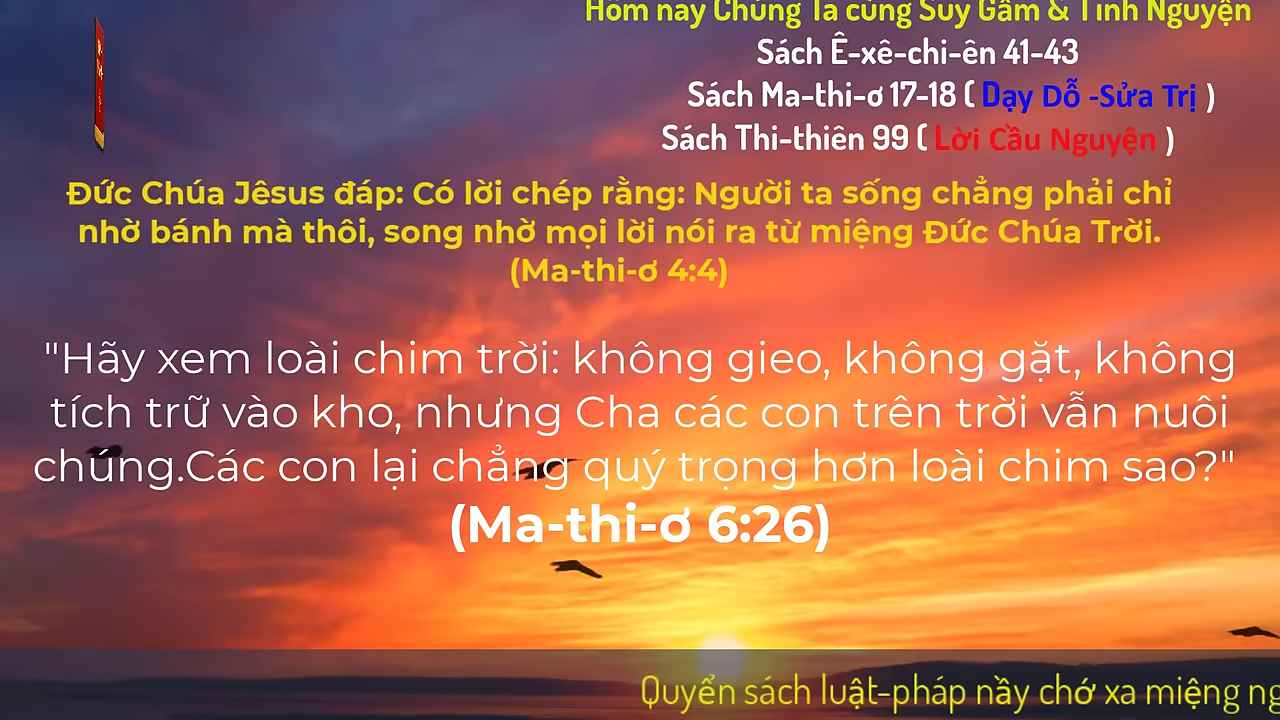 Hôm nay Chúng Ta cùng Suy Gẫm & Tĩnh Nguyện
Sách Ê-xê-chi-ên 41-43
Sách Ma-thi-ơ 17-18 ( Dạy Dỗ -Sửa Trị )
Sách Thi-thiên 99 ( Lời Cầu Nguyện )
Đức Chúa Jêsus đáp: Có lời chép rằng: Người ta sống chẳng phải chỉ
nhờ bánh mà thôi, song nhờ mọi lời nói ra từ miệng Đức Chúa Trời.
(Ma-thi-ơ 4:4)
"Hãy xem loài chim trời: không gieo, không gặt, không
tích trữ vào kho, nhưng Cha các con trên trời vẫn nuôi
chúng.Các con lại chẳng quý trọng hơn loài chim sao?"
(Ma-thi-ơ 6:26)
Quyển sách luật-pháp nầy chớ xa miệng